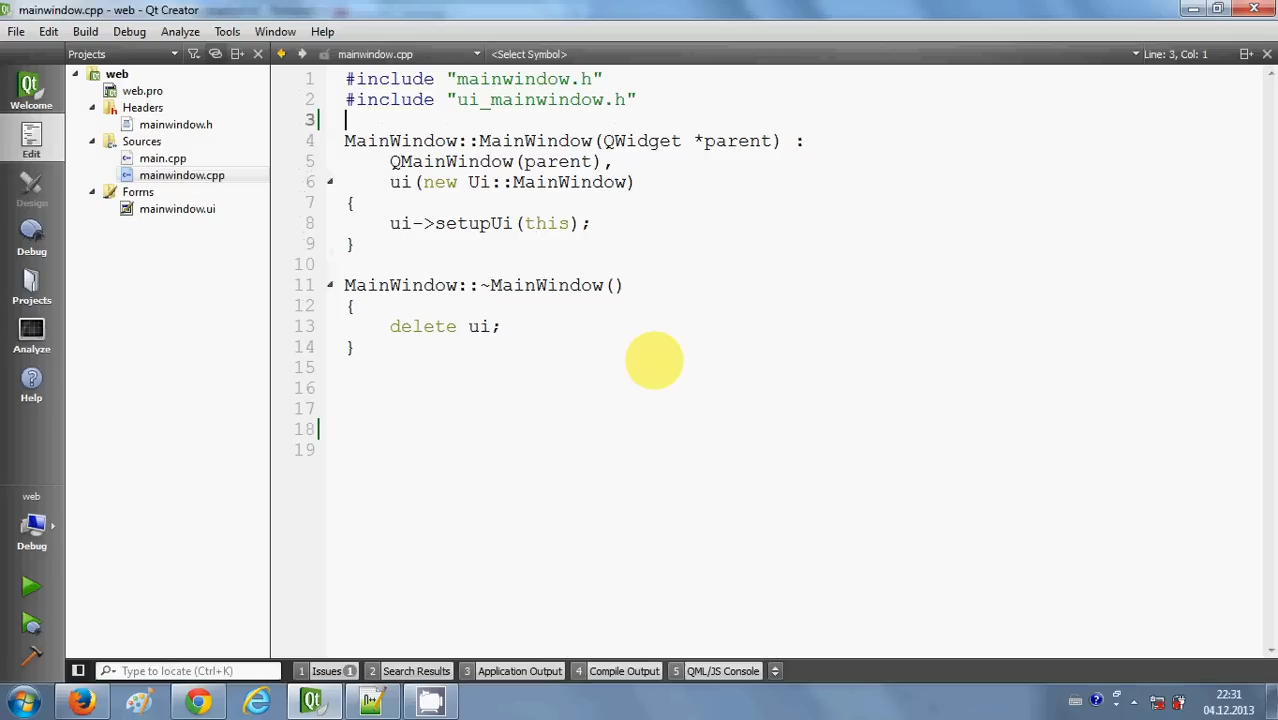 mainwindow.cpp - web - Qt Creator
File Edit Build Debug Analyze Tools Window Help
Projects mainwindow.cpp <Select Symbol> Line: 3, Col: 1
Welcome
Edit
Design
Debug
Projects
Analyze
Help
web
Debug
web
web.pro
Headers
mainwindow.h
Sources
main.cpp
mainwindow.cpp
Forms
mainwindow.ui
1 #include "mainwindow.h"
2 #include "ui_mainwindow.h"
3
4 MainWindow::MainWindow(QWidget *parent) :
5 QMainWindow(parent),
6 ui(new Ui::MainWindow)
7 {
8 ui->setupUi(this);
9 }
10
11 MainWindow::~MainWindow()
12 {
13 delete ui;
14 }
15
16
17
18
19
Type to locate (Ctrl+K) 1 Issues 1 2 Search Results 3 Application Output 4 Compile Output 5 QML/JS Console
22:31
04.12.2013